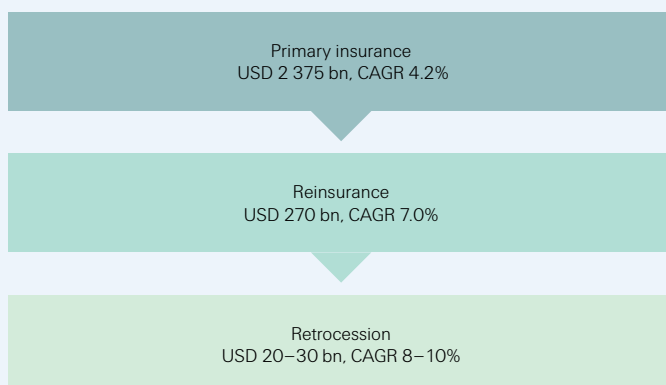 Primary insurance
USD 2 375 bn, CAGR 4.2%
Reinsurance
USD 270 bn, CAGR 7.0%
Retrocession
USD 20–30 bn, CAGR 8–10%